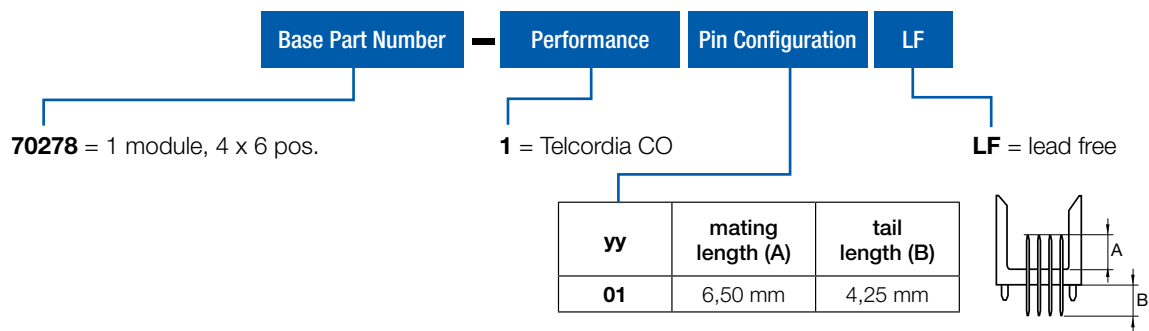 Base Part Number – Performance Pin Configuration LF
70278 = 1 module, 4 x 6 pos.
1 = Telcordia CO
LF = lead free
yy mating length (A) tail length (B)
01 6,50 mm 4,25 mm
A
B